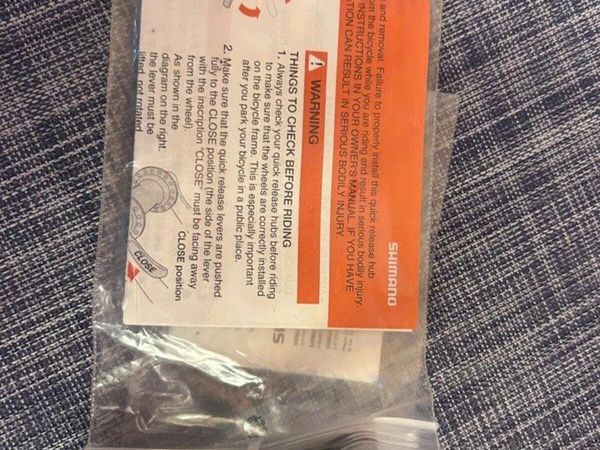 SHIMANO
and removal. Failure to properly install this quick release hub
om the bicycle while you are riding and result in serious bodily injury.
INSTRUCTIONS IN YOUR OWNER'S MANUAL. IF YOU HAVE
ATION CAN RESULT IN SERIOUS BODILY INJURY.
! WARNING
THINGS TO CHECK BEFORE RIDING
1. Always check your quick release hubs before riding
to make sure that the wheels are correctly installed
on the bicycle frame. This is especially important
after you park your bicycle in a public place.
2. Make sure that the quick release levers are pushed
fully to the CLOSE position (the side of the lever
with the inscription "CLOSE" must be facing away
from the wheel).
As shown in the
diagram on the right
the lever must be
lifted, not rotated
CLOSE
CLOSE position